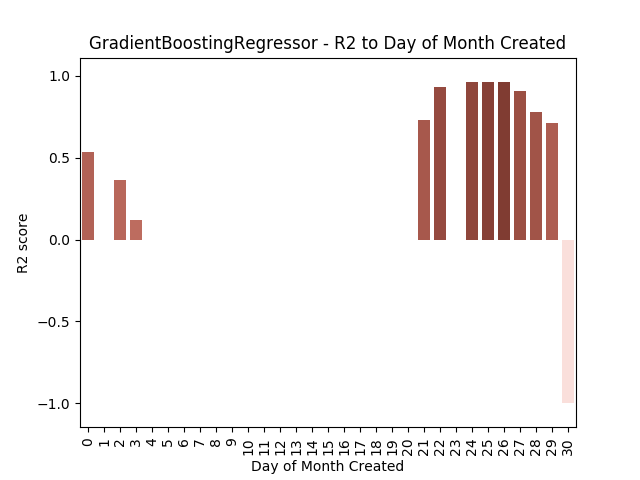 GradientBoostingRegressor - R2 to Day of Month Created
1.0
0.5
0.0
−0.5
−1.0
R2 score
0 1 2 3 4 5 6 7 8 9 10 11 12 13 14 15 16 17 18 19 20 21 22 23 24 25 26 27 28 29 30
Day of Month Created